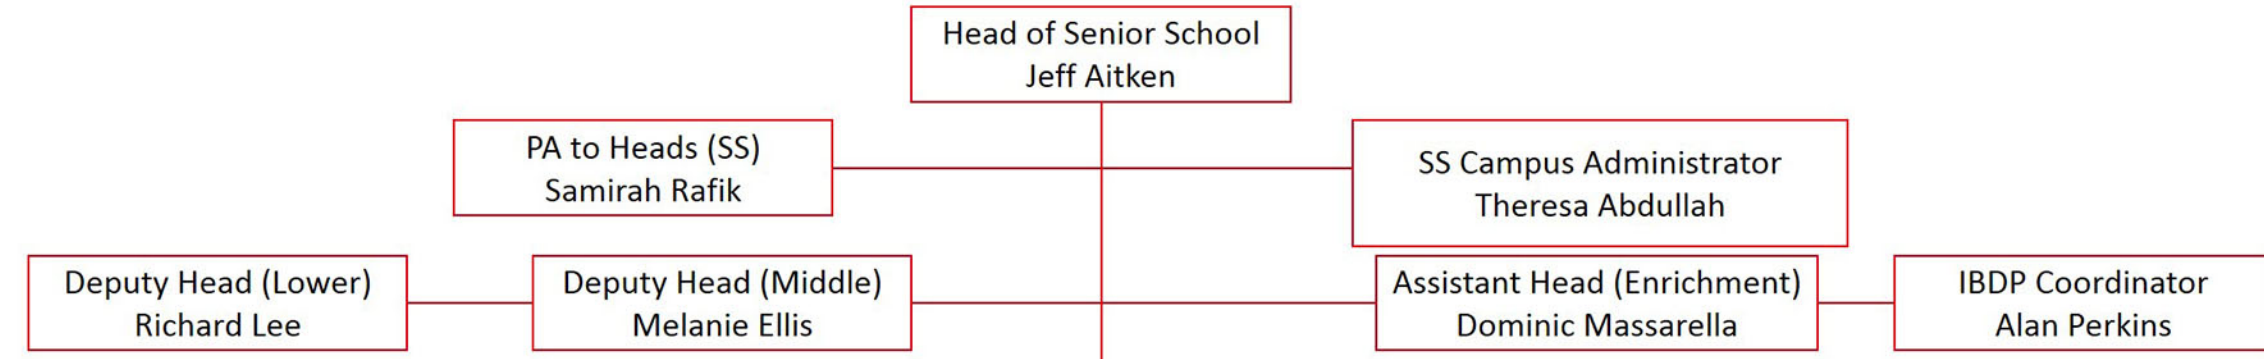 Head of Senior School
Jeff Aitken
PA to Heads (SS)
Samirah Rafik
SS Campus Administrator
Theresa Abdullah
Deputy Head (Lower)
Richard Lee
Deputy Head (Middle)
Melanie Ellis
Assistant Head (Enrichment)
Dominic Massarella
IBDP Coordinator
Alan Perkins